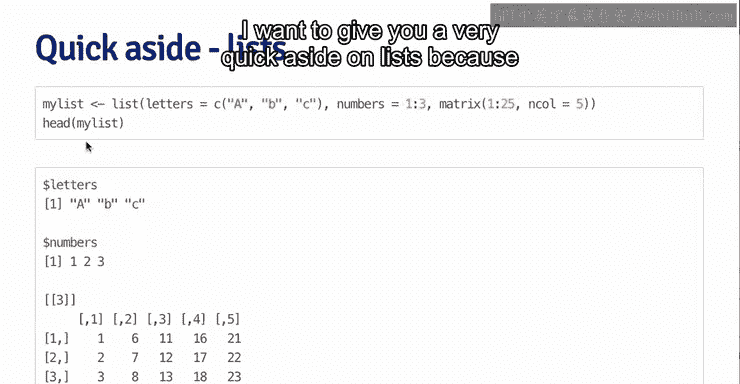 Quick aside - lists
I want to give you a very
quick aside on lists because
mylist <- list(letters = c("A", "b", "c"), numbers = 1:3, matrix(1:25, ncol = 5))
head(mylist)
$letters
[1] "A" "b" "c"
$numbers
[1] 1 2 3
[[3]]
[,1] [,2] [,3] [,4] [,5]
[1,] 1 6 11 16 21
[2,] 2 7 12 17 22
[3,] 3 8 13 18 23